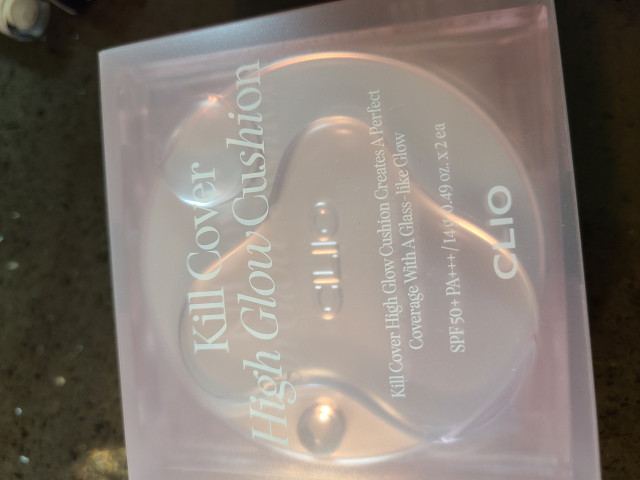 Kill Cover
High Glow Cushion
CLIO
Kill Cover High Glow Cushion Creates A Perfect
Coverage With A Glass-like Glow
SPF 50+ PA+++ / 14 g, 0.49 oz. x 2 ea
CLIO